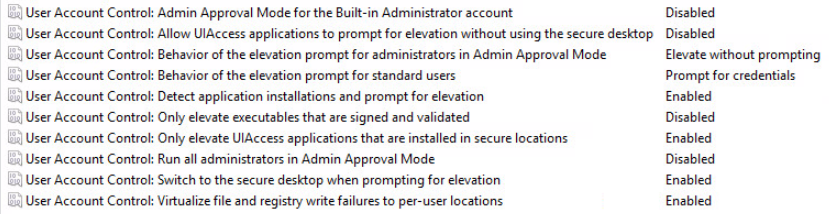 User Account Control: Admin Approval Mode for the Built-in Administrator account Disabled
User Account Control: Allow UIAccess applications to prompt for elevation without using the secure desktop Disabled
User Account Control: Behavior of the elevation prompt for administrators in Admin Approval Mode Elevate without prompting
User Account Control: Behavior of the elevation prompt for standard users Prompt for credentials
User Account Control: Detect application installations and prompt for elevation Enabled
User Account Control: Only elevate executables that are signed and validated Disabled
User Account Control: Only elevate UIAccess applications that are installed in secure locations Enabled
User Account Control: Run all administrators in Admin Approval Mode Disabled
User Account Control: Switch to the secure desktop when prompting for elevation Enabled
User Account Control: Virtualize file and registry write failures to per-user locations Enabled